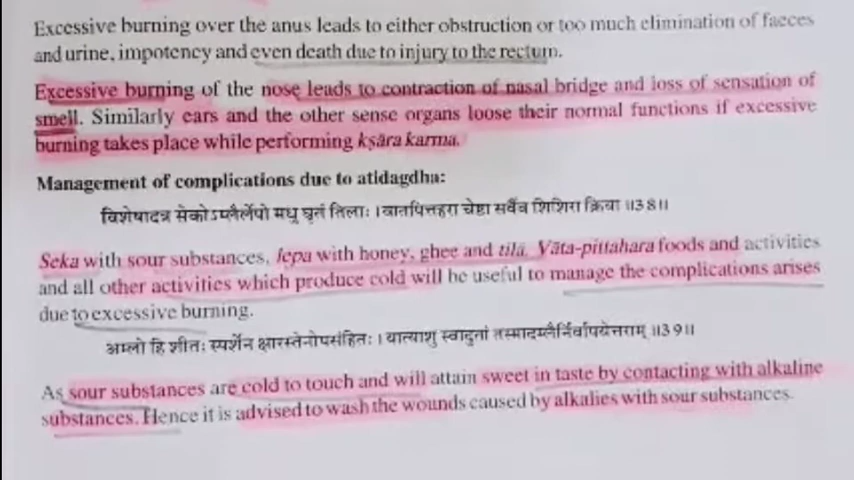 Excessive burning over the anus leads to either obstruction or too much elimination of faeces
and urine, impotency and even death due to injury to the rectum.
Excessive burning of the nose leads to contraction of nasal bridge and loss of sensation of
smell. Similarly ears and the other sense organs loose their normal functions if excessive
burning takes place while performing kṣāra karma.
Management of complications due to atidagdha:
विशेषादत्र सेकोऽम्लैर्लेपो मधु घृतं तिलाः । वातपित्तहरा चेष्टा सर्वैव शिशिरा क्रिया ॥38॥
Seka with sour substances, lepa with honey, ghee and tila, Vāta-pittahara foods and activities
and all other activities which produce cold will be useful to manage the complications arises
due to excessive burning.
अम्लो हि शीतः स्पर्शेन क्षारस्तेनोपसंहितः । यात्याशु स्वादुतां तस्मादम्लैर्निर्वापयेत्तराम् ॥39॥
As sour substances are cold to touch and will attain sweet in taste by contacting with alkaline
substances. Hence it is advised to wash the wounds caused by alkalies with sour substances.